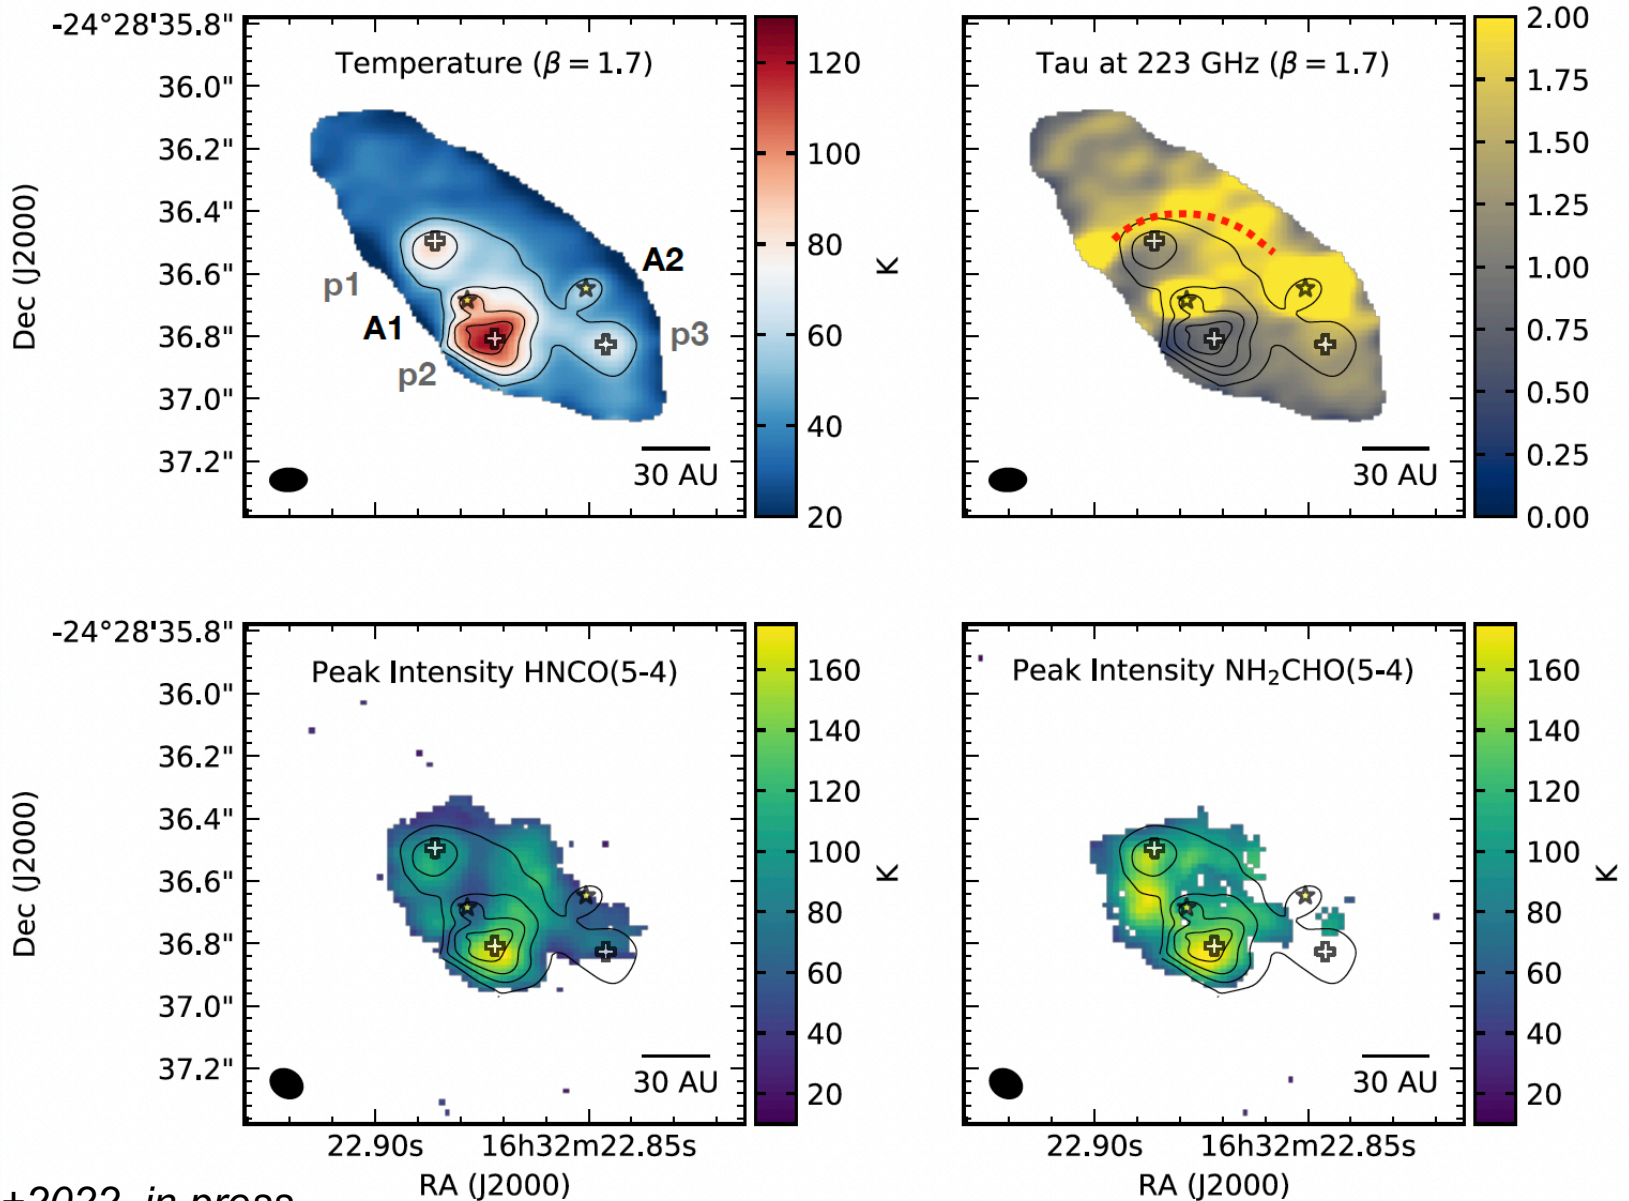 Temperature (β = 1.7)
-24°28'35.8"
36.0"
36.2"
36.4"
36.6"
36.8"
37.0"
37.2"
Dec (J2000)
p1
A1
p2
A2
p3
30 AU
120
100
80
60
40
20
K
Tau at 223 GHz (β = 1.7)
30 AU
2.00
1.75
1.50
1.25
1.00
0.75
0.50
0.25
0.00
Peak Intensity HNCO(5-4)
-24°28'35.8"
36.0"
36.2"
36.4"
36.6"
36.8"
37.0"
37.2"
Dec (J2000)
30 AU
22.90s
16h32m22.85s
RA (J2000)
160
140
120
100
80
60
40
20
K
Peak Intensity NH₂CHO(5-4)
30 AU
22.90s
16h32m22.85s
RA (J2000)
160
140
120
100
80
60
40
20
K
+2022, in press